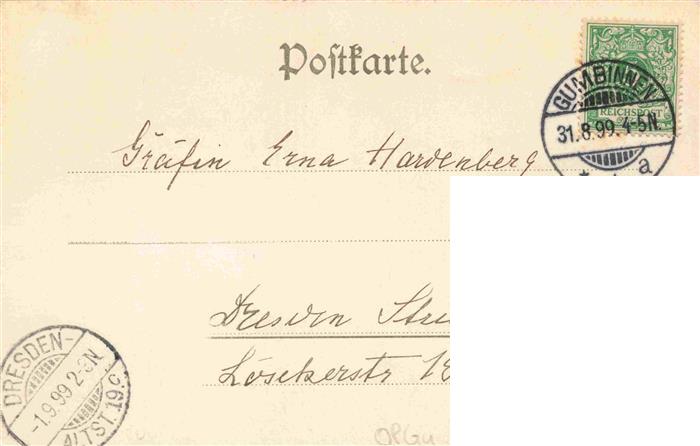 Postkarte.
GUMBINNEN
REICHSPOST
31.8.99.4-5N.
* a
Gräfin Erna Hardenberg
Dresden
DRESDEN-
-1.9.99 2-3N.
ALTST.19c